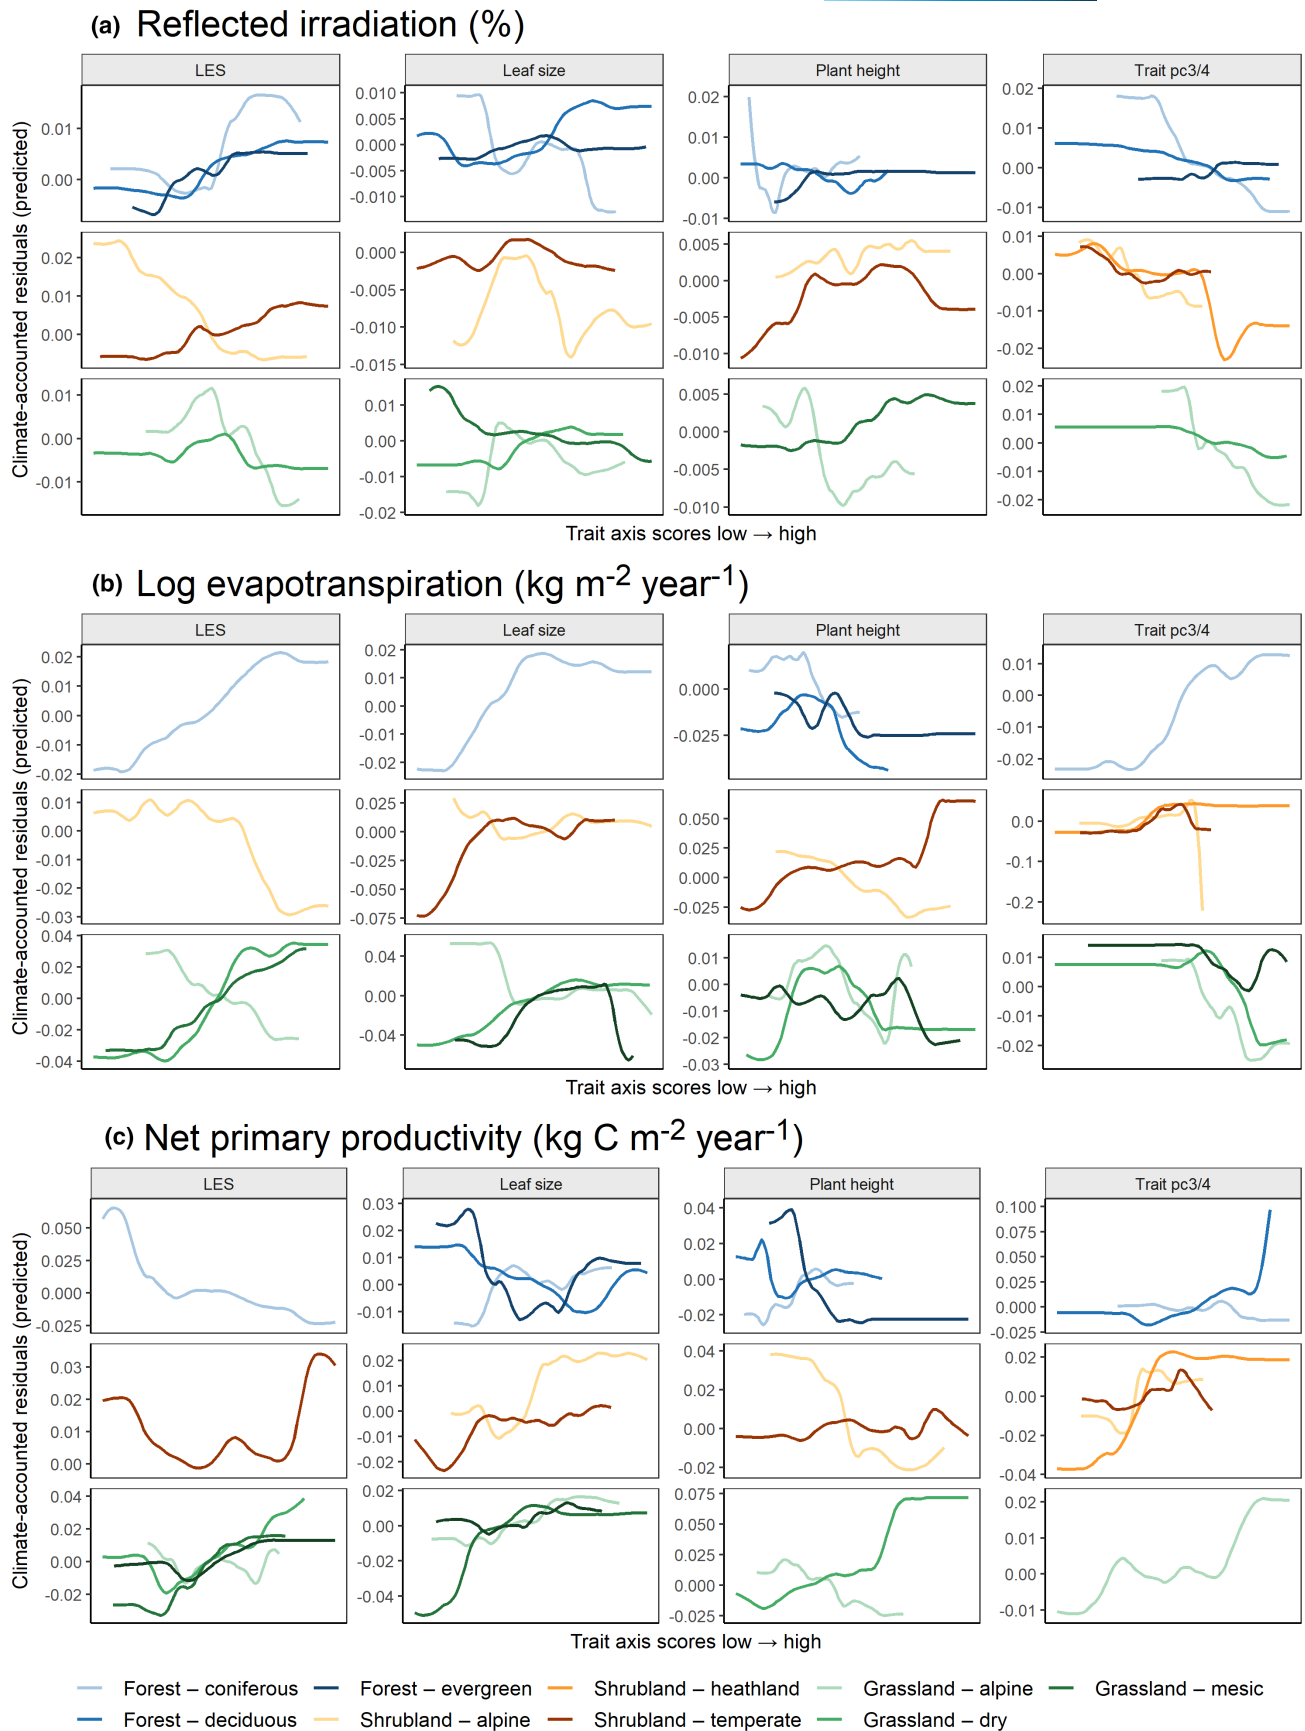 (a) Reflected irradiation (%)
LES Leaf size Plant height Trait pc3/4
0.01 0.00
0.010 0.005 0.000 -0.005 -0.010
0.02 0.01 0.00 -0.01
0.02 0.01 0.00 -0.01
0.02 0.01 0.00
0.000 -0.005 -0.010 -0.015
0.005 0.000 -0.005 -0.010
0.01 0.00 -0.01 -0.02
0.01 0.00 -0.01
0.01 0.00 -0.01 -0.02
0.005 0.000 -0.005 -0.010
0.02 0.01 0.00 -0.01 -0.02
Climate-accounted residuals (predicted)
Trait axis scores low → high
(b) Log evapotranspiration (kg m-2 year-1)
LES Leaf size Plant height Trait pc3/4
0.02 0.01 0.00 -0.01 -0.02
0.02 0.01 0.00 -0.01 -0.02
0.000 -0.025
0.01 0.00 -0.01 -0.02
0.01 0.00 -0.01 -0.02 -0.03
0.025 0.000 -0.025 -0.050 -0.075
0.050 0.025 0.000 -0.025
0.0 -0.1 -0.2
0.04 0.02 0.00 -0.02 -0.04
0.04 0.00 -0.04
0.01 0.00 -0.01 -0.02 -0.03
0.01 0.00 -0.01 -0.02
Climate-accounted residuals (predicted)
Trait axis scores low → high
(c) Net primary productivity (kg C m-2 year-1)
LES Leaf size Plant height Trait pc3/4
0.050 0.025 0.000 -0.025
0.03 0.02 0.01 0.00 -0.01
0.04 0.02 0.00 -0.02
0.100 0.075 0.050 0.025 0.000 -0.025
0.03 0.02 0.01 0.00
0.02 0.01 0.00 -0.01 -0.02
0.04 0.02 0.00 -0.02
0.02 0.00 -0.02 -0.04
0.04 0.02 0.00 -0.02
0.02 0.00 -0.02 -0.04
0.075 0.050 0.025 0.000 -0.025
0.02 0.01 0.00 -0.01
Climate-accounted residuals (predicted)
Trait axis scores low → high
Forest – coniferous Forest – evergreen Shrubland – heathland Grassland – alpine Grassland – mesic
Forest – deciduous Shrubland – alpine Shrubland – temperate Grassland – dry